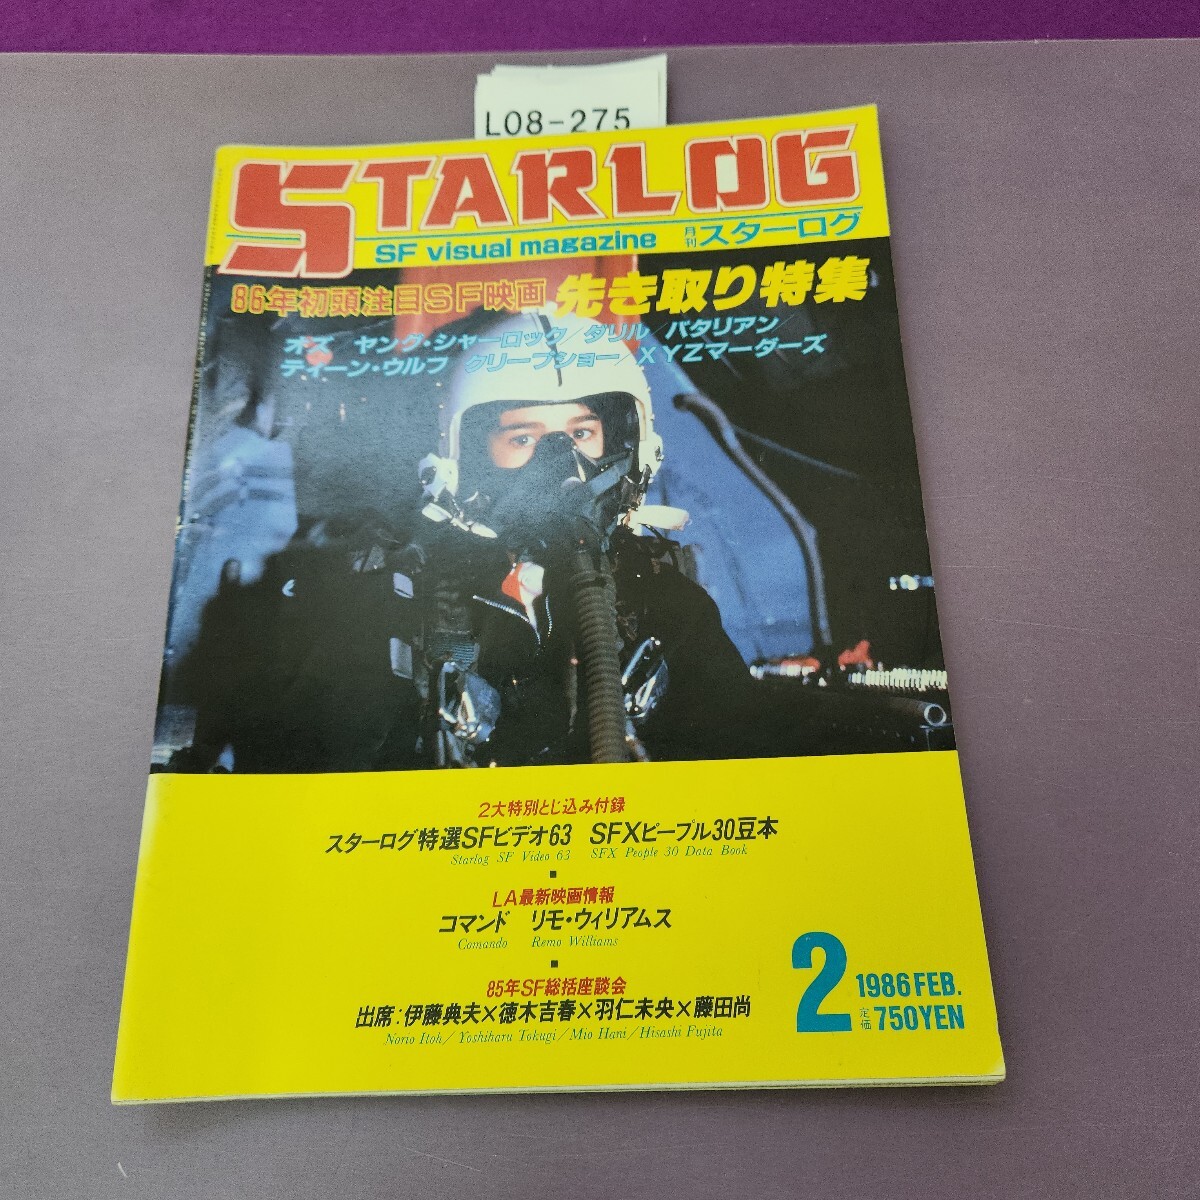 L08-275
STARLOG
SF visual magazine 月刊 スターログ
86年初頭注目SF映画 先き取り特集
オズ ヤング・シャーロック/ダリル バタリアン/
ティーン・ウルフ クリープショー/XYZマーダーズ
2大特別とじ込み付録
スターログ特選SFビデオ63 SFXピープル30豆本
Starlog SF Video 63 SFX People 30 Data Book
LA最新映画情報
コマンド リモ・ウィリアムス
Comando Remo Williams
85年SF総括座談会
出席:伊藤典夫×徳木吉春×羽仁未央×藤田尚
Norio Itoh/Yoshiharu Tokugi/Mio Hani/Hisashi Fujita
2 1986 FEB.
定価 750YEN